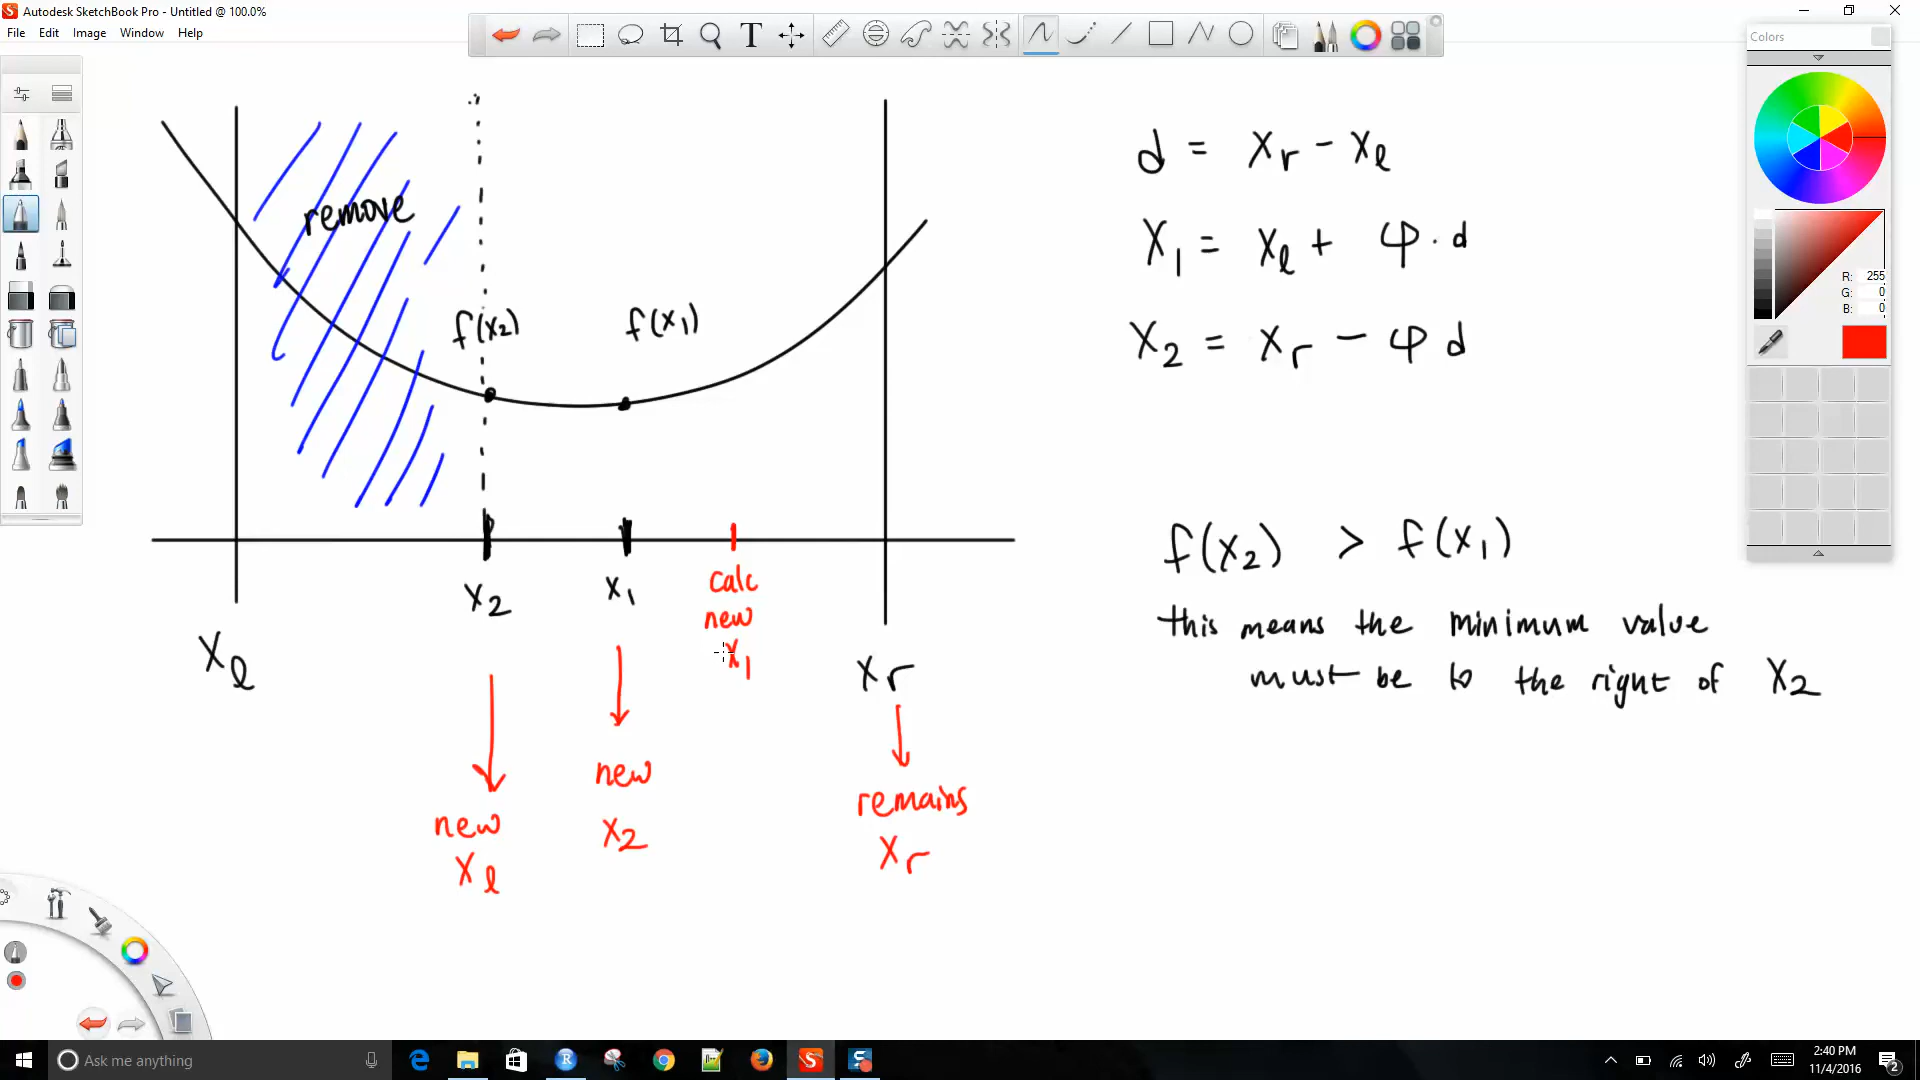 Autodesk SketchBook Pro - Untitled @ 100.0%
File Edit Image Window Help
T
Colors
R: 255
G: 0
B: 0
remove
f(x2)
f(x1)
x2
x1
calc
new
x1
xl
xr
new
xl
new
x2
remains
xr
d = xr - xl
x1 = xl + φ · d
x2 = xr - φ d
f(x2) > f(x1)
this means the minimum value
must be to the right of x2
Ask me anything
2:40 PM
11/4/2016
2